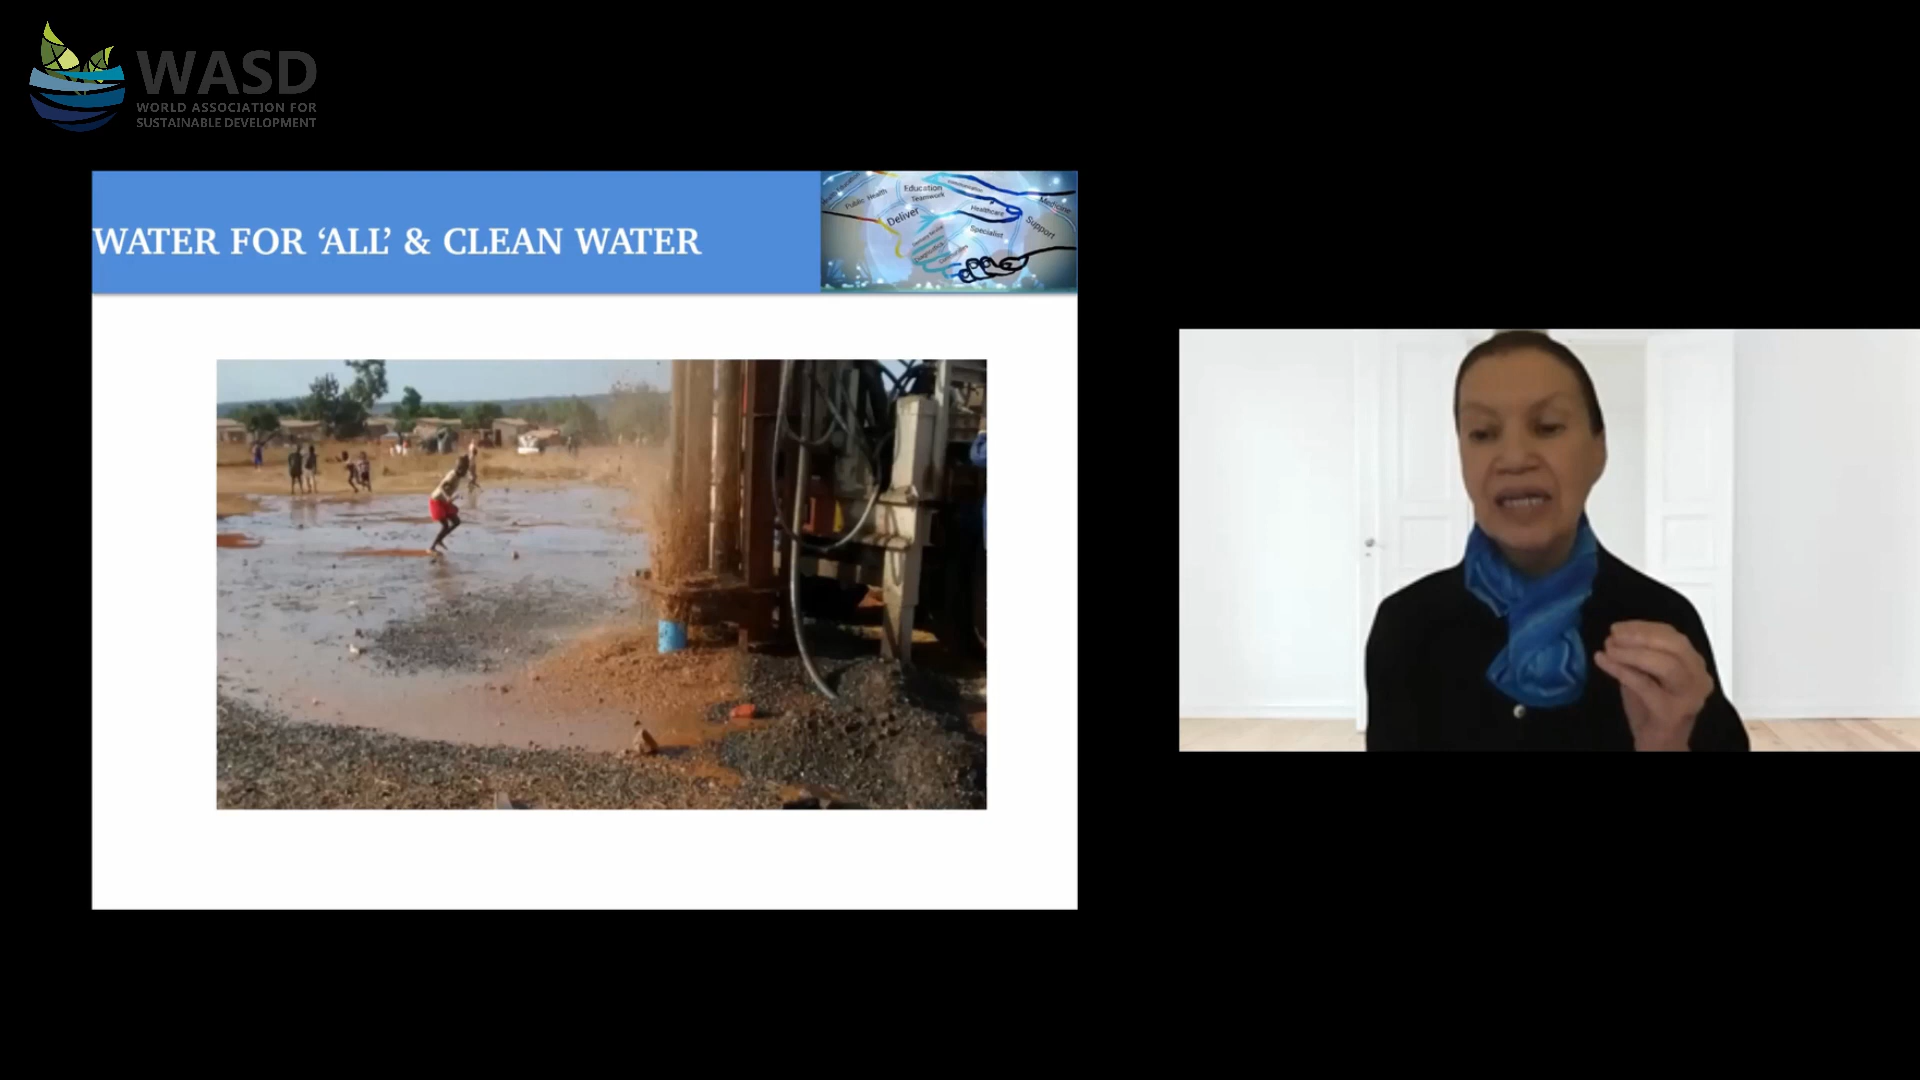 WASD
WORLD ASSOCIATION FOR
SUSTAINABLE DEVELOPMENT
WATER FOR ‘ALL’ & CLEAN WATER
Education
Teamwork
Public Health
Deliver
Healthcare
Medicine
Support
Specialist
Diagnostics